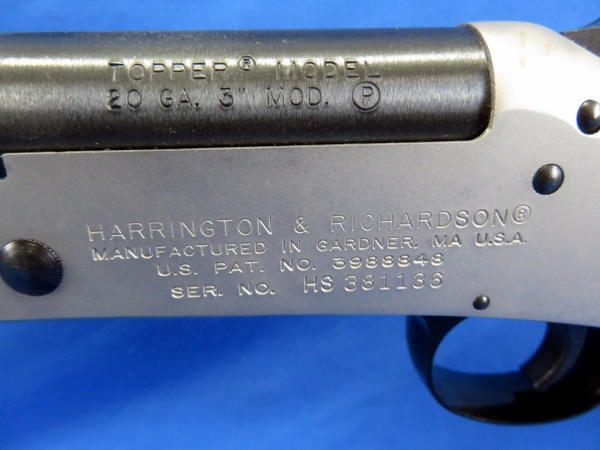 TOPPER® MODEL
20 GA. 3" MOD. Ⓟ
HARRINGTON & RICHARDSON®
MANUFACTURED IN GARDNER, MA U.S.A.
U.S. PAT. NO. 3988848
SER. NO. HS 381136